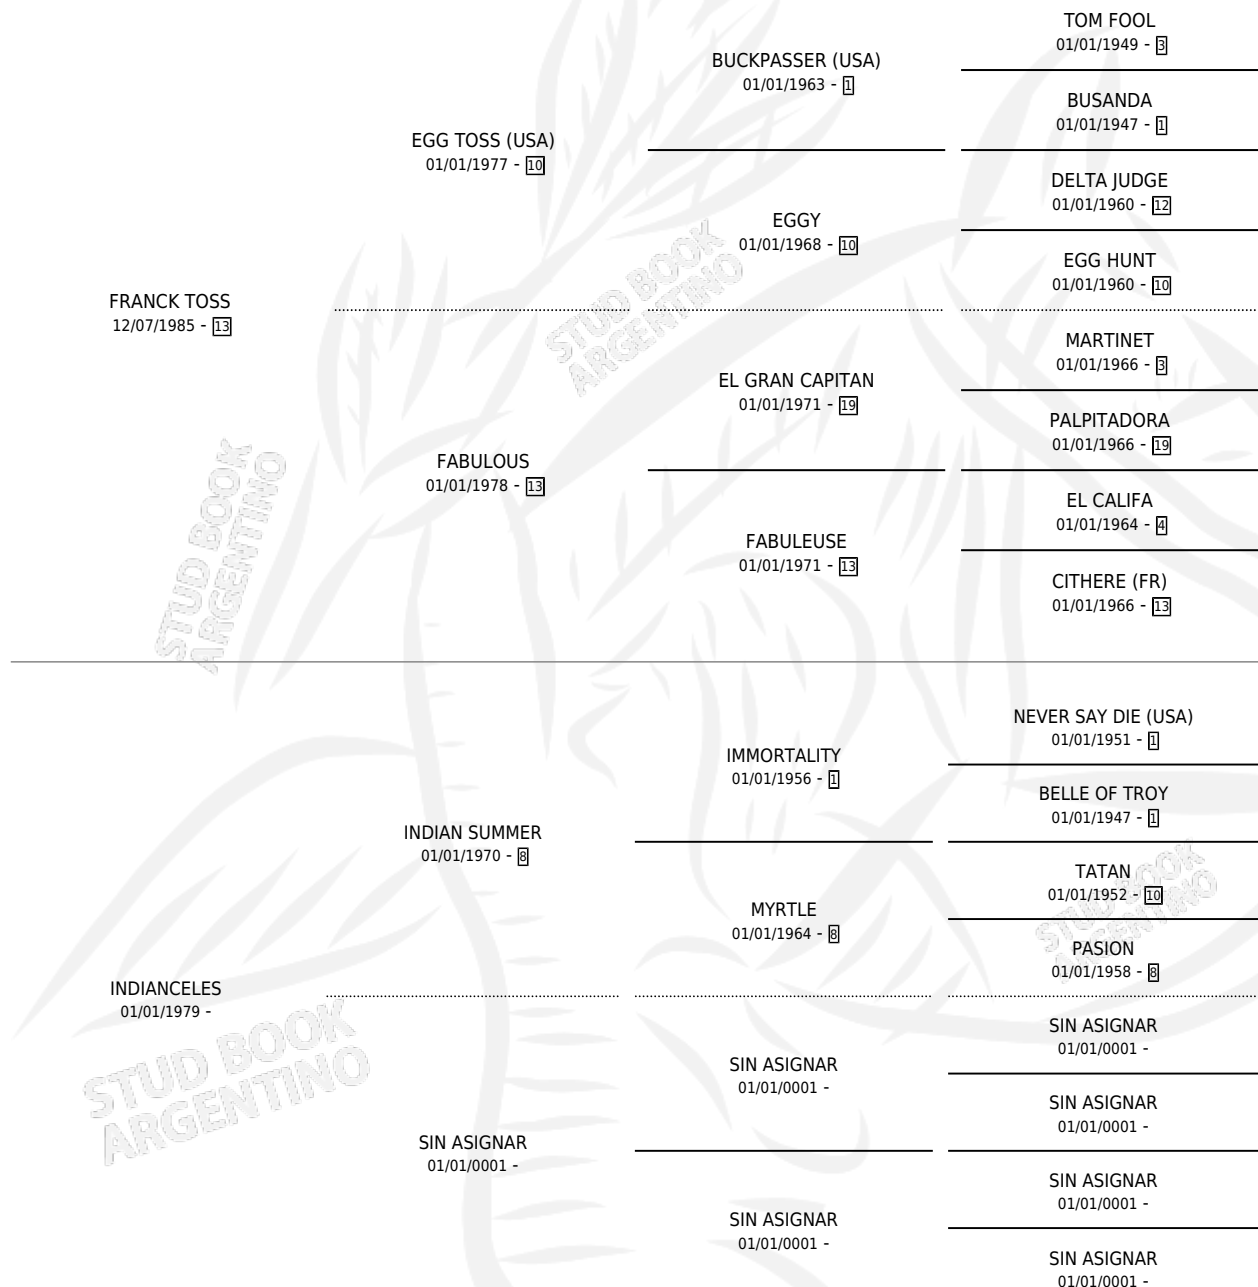 TOM FOOL
01/01/1949 - 3
BUCKPASSER (USA)
01/01/1963 - 1
BUSANDA
01/01/1947 - 1
EGG TOSS (USA)
01/01/1977 - 10
DELTA JUDGE
01/01/1960 - 12
EGGY
01/01/1968 - 10
EGG HUNT
01/01/1960 - 10
FRANCK TOSS
12/07/1985 - 13
MARTINET
01/01/1966 - 3
EL GRAN CAPITAN
01/01/1971 - 19
PALPITADORA
01/01/1966 - 19
FABULOUS
01/01/1978 - 13
EL CALIFA
01/01/1964 - 4
FABULEUSE
01/01/1971 - 13
CITHERE (FR)
01/01/1966 - 13
NEVER SAY DIE (USA)
01/01/1951 - 1
IMMORTALITY
01/01/1956 - 1
BELLE OF TROY
01/01/1947 - 1
INDIAN SUMMER
01/01/1970 - 8
TATAN
01/01/1952 - 10
MYRTLE
01/01/1964 - 8
PASION
01/01/1958 - 8
INDIANCELES
01/01/1979 -
SIN ASIGNAR
01/01/0001 -
SIN ASIGNAR
01/01/0001 -
SIN ASIGNAR
01/01/0001 -
SIN ASIGNAR
01/01/0001 -
SIN ASIGNAR
01/01/0001 -
SIN ASIGNAR
01/01/0001 -
SIN ASIGNAR
01/01/0001 -
STUD BOOK
ARGENTINO
STUD BOOK
ARGENTINO
STUD BOOK
ARGENTINO
STUD BOOK
ARGENTINO